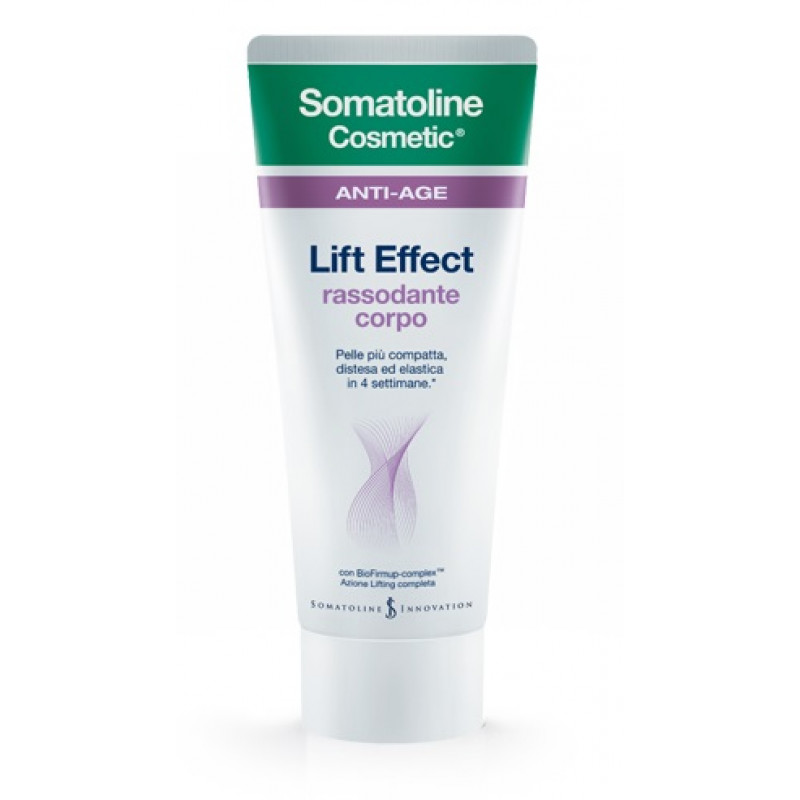 Somatoline
Cosmetic®
ANTI-AGE
Lift Effect
rassodante
corpo
Pelle più compatta,
distesa ed elastica
in 4 settimane.*
con BioFirmup-complex™
Azione Lifting completa
SOMATOLINE INNOVATION